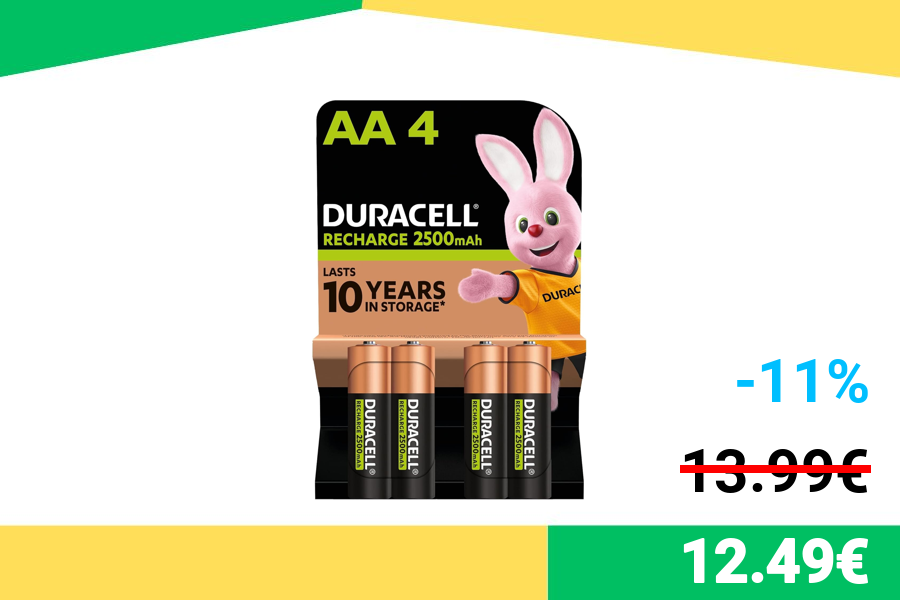 AA 4
DURACELL®
RECHARGE 2500mAh
LASTS
10 YEARS
IN STORAGE*
DURAC
DURACELL®
RECHARGE 2500mAh
DURACELL®
RECHARGE 2500mAh
DURACELL®
RECHARGE 2500mAh
DURACELL®
RECHARGE 2500mAh
-11%
13.99€
12.49€